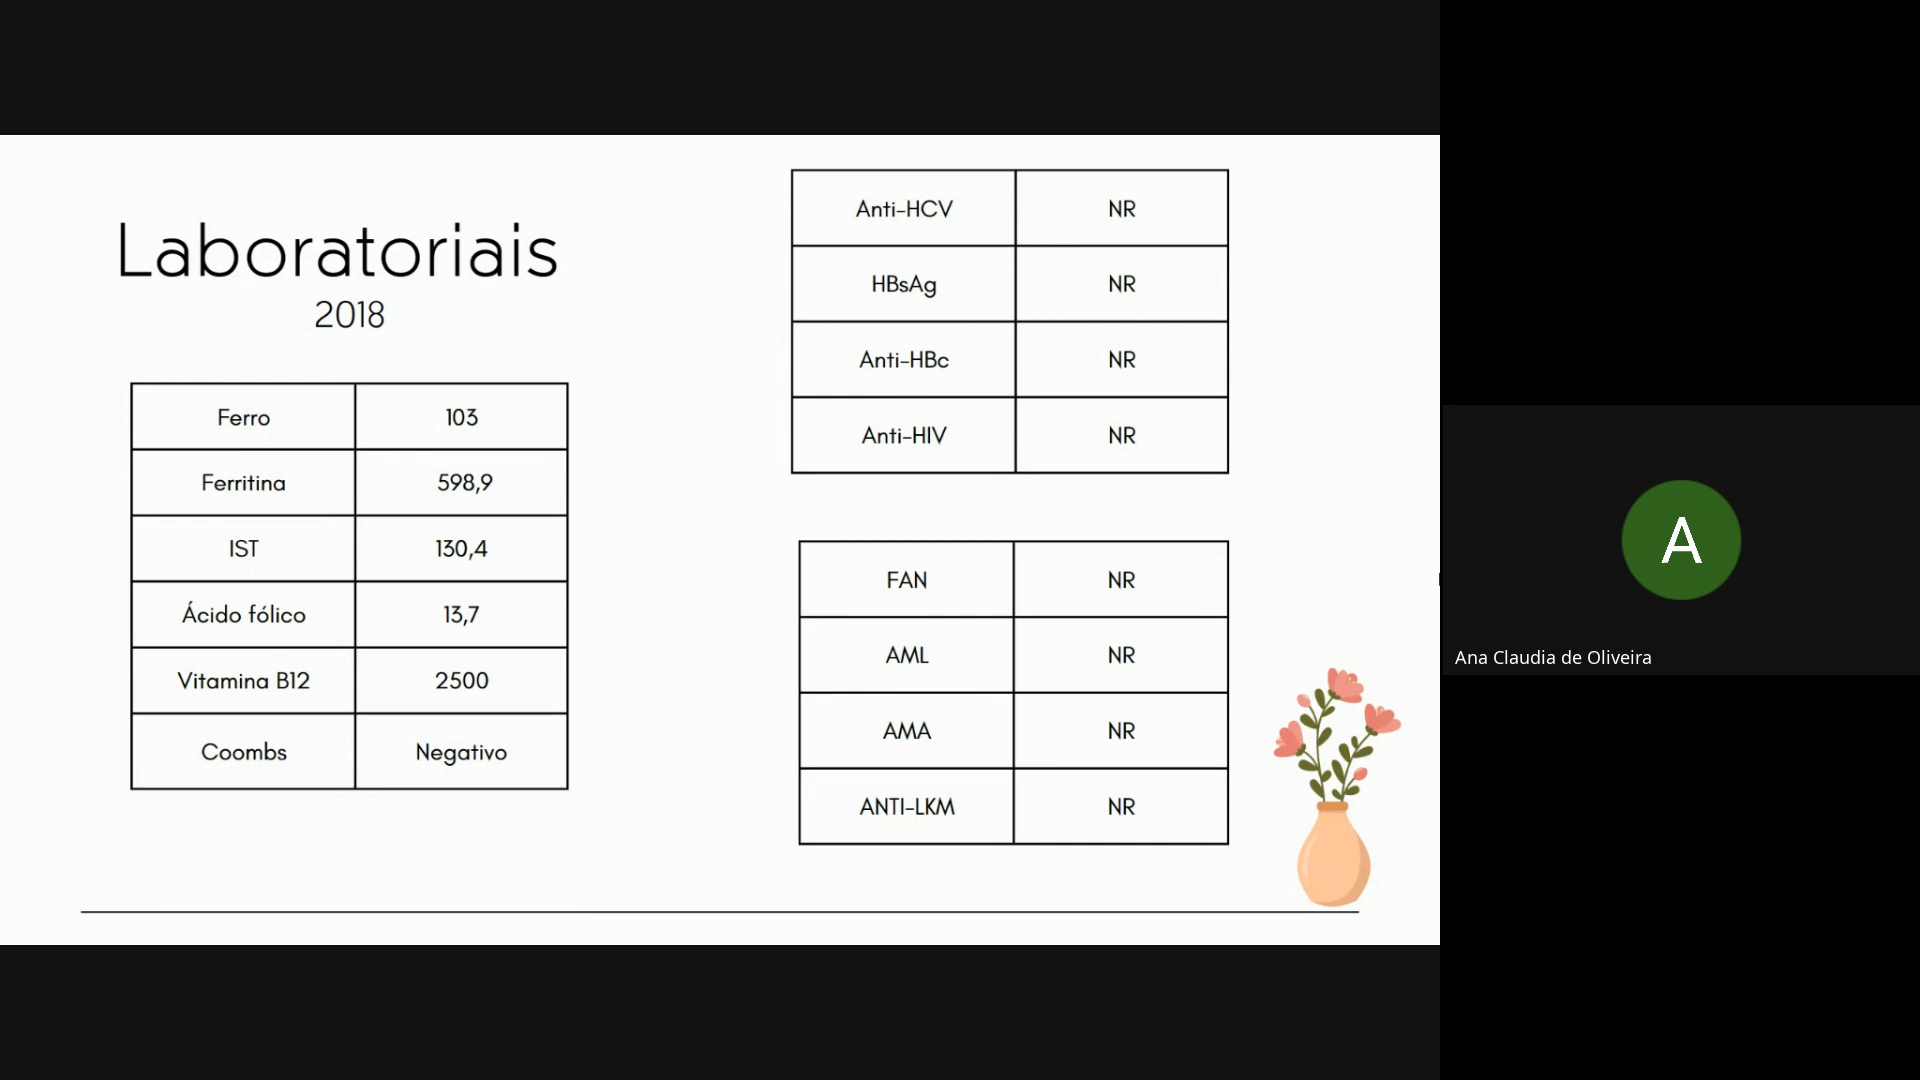 Laboratoriais
2018
Ferro 103
Ferritina 598,9
IST 130,4
Ácido fólico 13,7
Vitamina B12 2500
Coombs Negativo
Anti-HCV NR
HBsAg NR
Anti-HBc NR
Anti-HIV NR
FAN NR
AML NR
AMA NR
ANTI-LKM NR
A
Ana Claudia de Oliveira